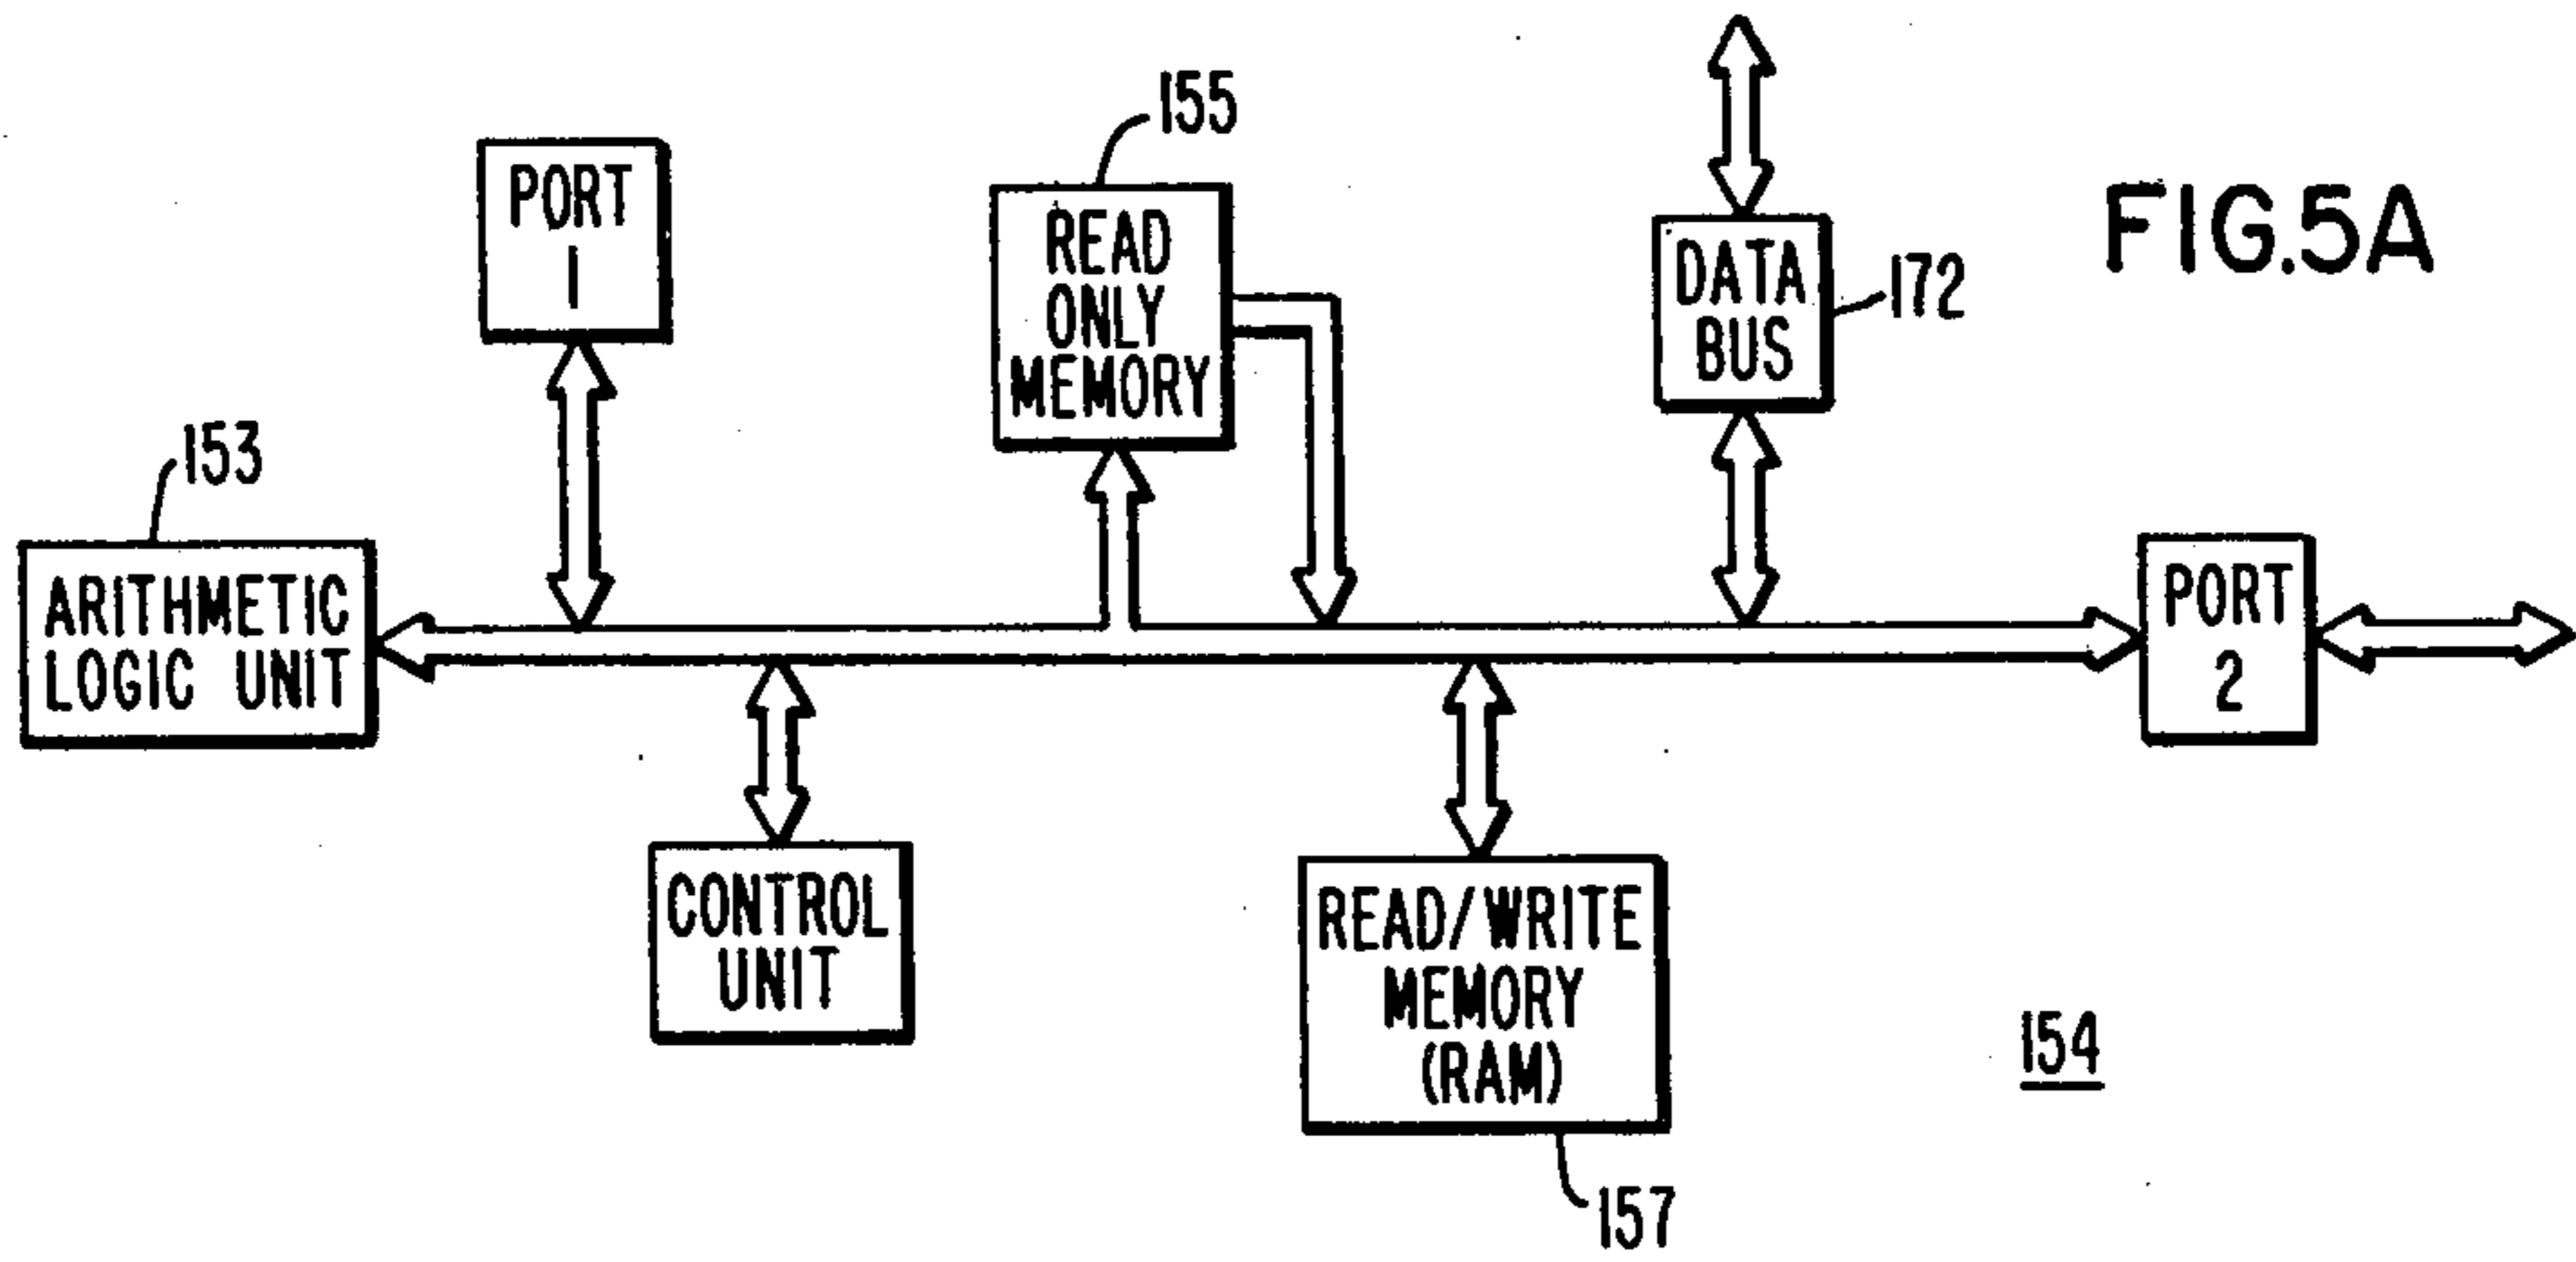 155
PORT
1
READ
ONLY
MEMORY
DATA
BUS
172
FIG.5A
153
ARITHMETIC
LOGIC UNIT
PORT
2
CONTROL
UNIT
READ/WRITE
MEMORY
(RAM)
154
157